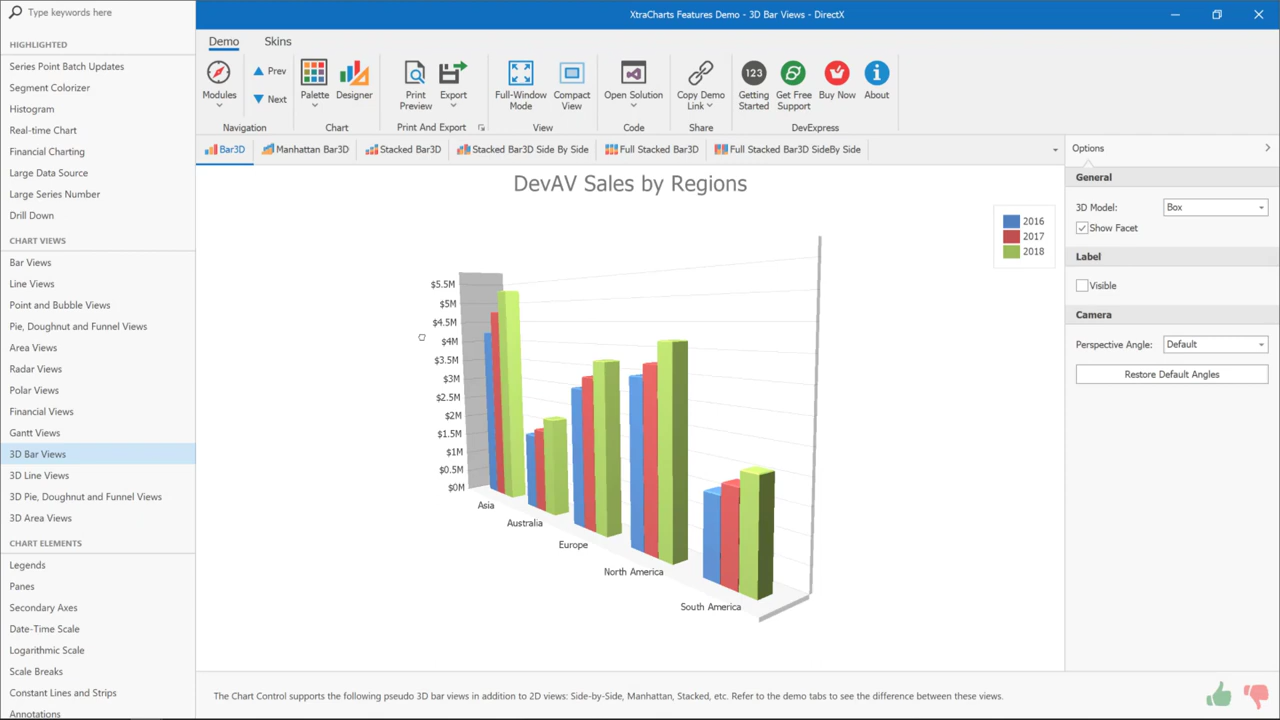 Type keywords here
XtraCharts Features Demo - 3D Bar Views - DirectX
HIGHLIGHTED
Series Point Batch Updates
Segment Colorizer
Histogram
Real-time Chart
Financial Charting
Large Data Source
Large Series Number
Drill Down
CHART VIEWS
Bar Views
Line Views
Point and Bubble Views
Pie, Doughnut and Funnel Views
Area Views
Radar Views
Polar Views
Financial Views
Gantt Views
3D Bar Views
3D Line Views
3D Pie, Doughnut and Funnel Views
3D Area Views
CHART ELEMENTS
Legends
Panes
Secondary Axes
Date-Time Scale
Logarithmic Scale
Scale Breaks
Constant Lines and Strips
Annotations
Demo Skins
Modules
Prev
Next
Navigation
Palette
Designer
Chart
Print Preview
Export
Print And Export
Full-Window Mode
Compact View
View
Open Solution
Code
Copy Demo Link
Share
123
Getting Started
Get Free Support
Buy Now
About
DevExpress
Bar3D
Manhattan Bar3D
Stacked Bar3D
Stacked Bar3D Side By Side
Full Stacked Bar3D
Full Stacked Bar3D SideBy Side
DevAV Sales by Regions
2016
2017
2018
$5.5M
$5M
$4.5M
$4M
$3.5M
$3M
$2.5M
$2M
$1.5M
$1M
$0.5M
$0M
Asia
Australia
Europe
North America
South America
Options
General
3D Model: Box
Show Facet
Label
Visible
Camera
Perspective Angle: Default
Restore Default Angles
The Chart Control supports the following pseudo 3D bar views in addition to 2D views: Side-by-Side, Manhattan, Stacked, etc. Refer to the demo tabs to see the difference between these views.